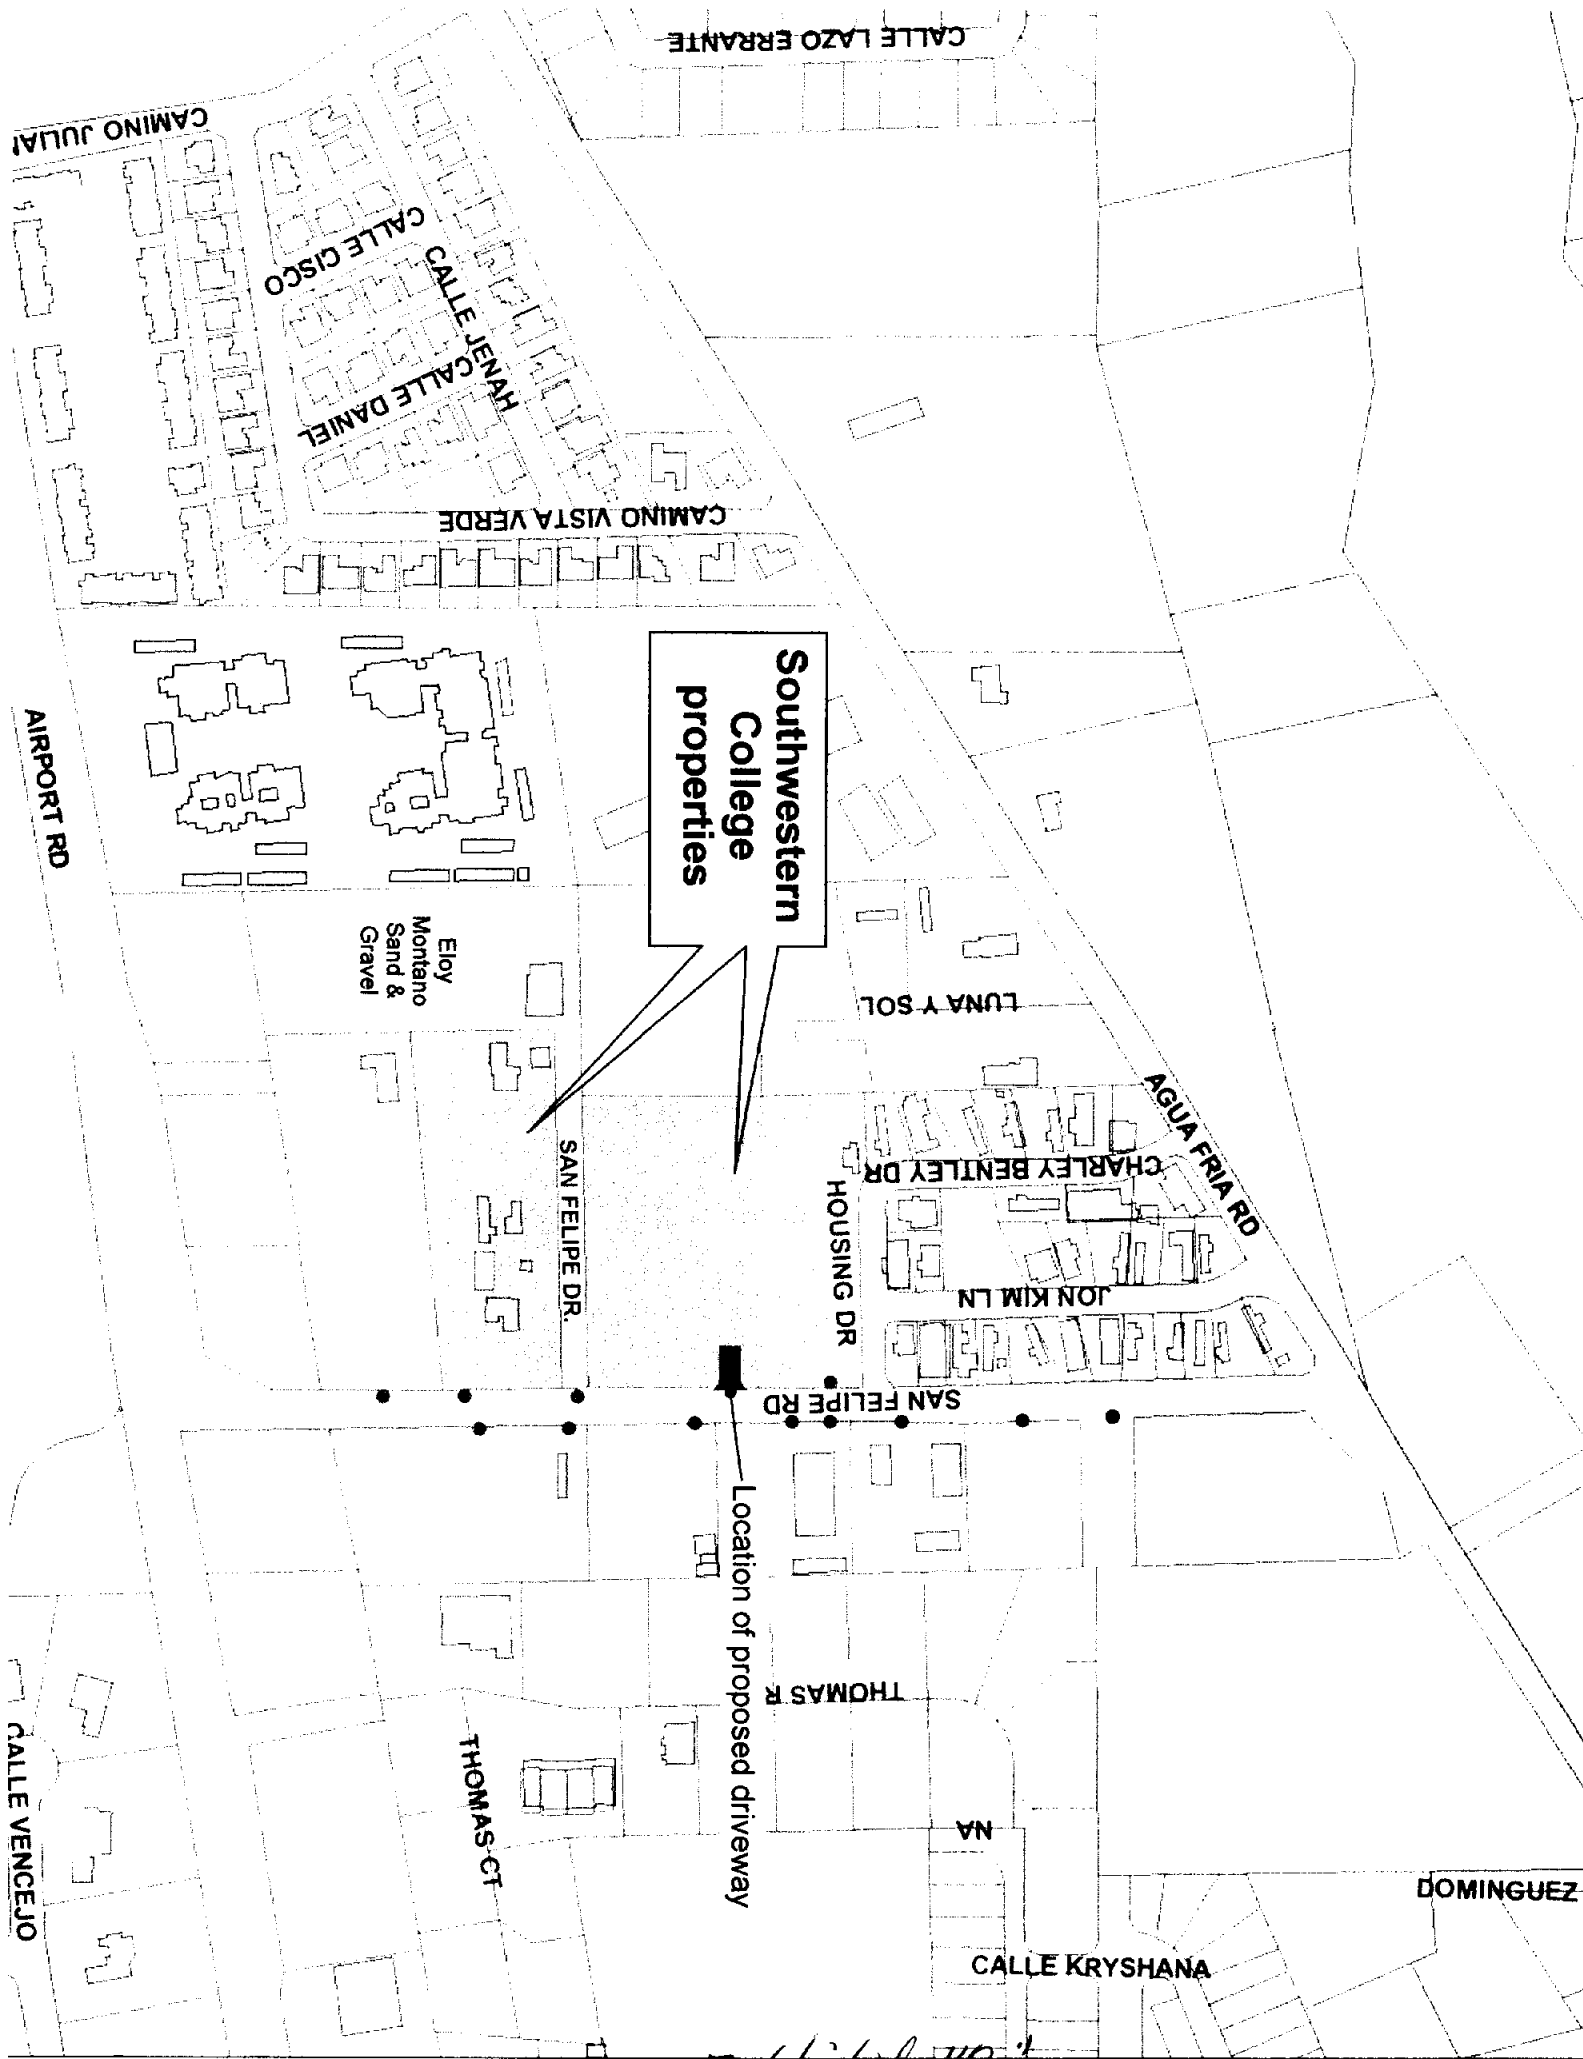 CALLE LAZO ERRANTE
CAMINO JULIA
CALLE CISCO
CALLE JENAH
CALLE DANIEL
CAMINO VISTA VERDE
Southwestern
College
properties
AIRPORT RD
Eloy
Montano
Sand &
Gravel
LUNA Y SOL
AGUA FRIA RD
CHARLEY BENTLEY DR
SAN FELIPE DR.
HOUSING DR
JON KIM LN
SAN FELIPE RD
Location of proposed driveway
THOMAS R
THOMAS CT
CALLE VENCEJO
NA
DOMINGUEZ
CALLE KRYSHANA